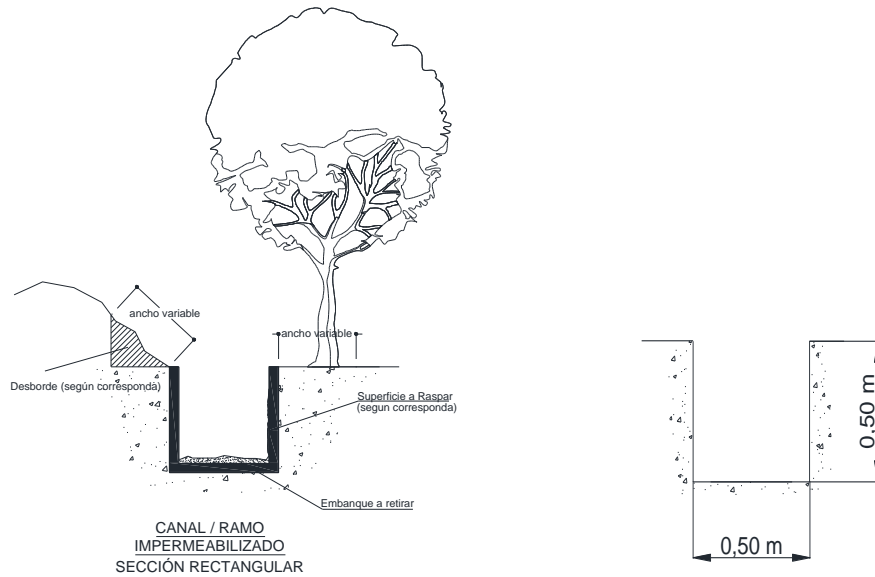 ancho variable
ancho variable
Desborde (según corresponda)
Superficie a Raspar
(segun corresponda)
Embanque a retirar
CANAL / RAMO
IMPERMEABILIZADO
SECCIÓN RECTANGULAR
0,50 m
0,50 m